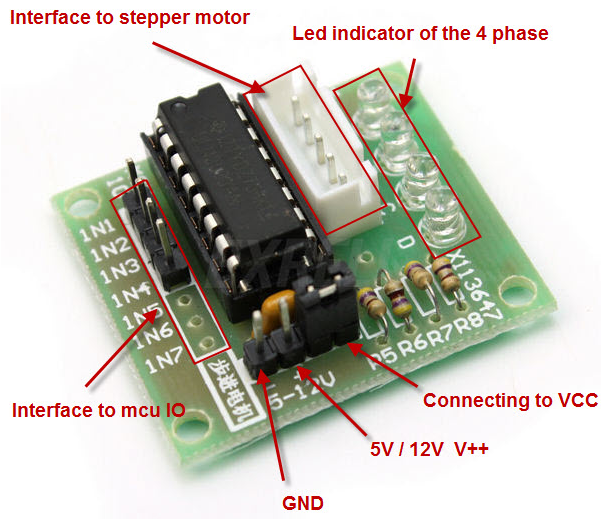 Interface to stepper motor
Led indicator of the 4 phase
1N1
1N2
1N3
1N4
1N5
1N6
1N7
X113647
R5 R6 R7 R8
D
步进电机
5-12V
Interface to mcu IO
Connecting to VCC
5V / 12V V++
GND